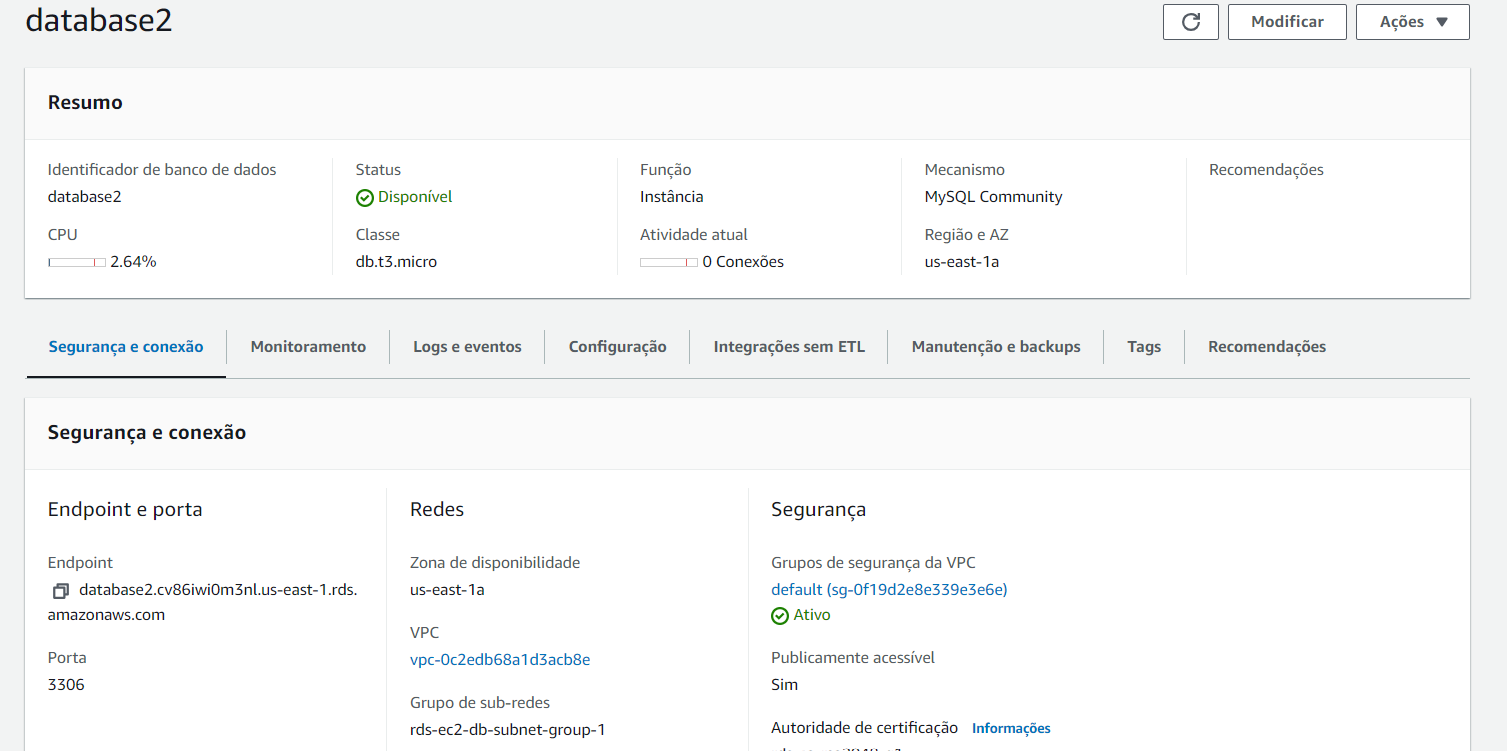 database2
Modificar
Ações
Resumo
Identificador de banco de dados
database2
Status
Disponível
Função
Instância
Mecanismo
MySQL Community
Recomendações
CPU
2.64%
Classe
db.t3.micro
Atividade atual
0 Conexões
Região e AZ
us-east-1a
Segurança e conexão
Monitoramento
Logs e eventos
Configuração
Integrações sem ETL
Manutenção e backups
Tags
Recomendações
Segurança e conexão
Endpoint e porta
Endpoint
database2.cv86iwi0m3nl.us-east-1.rds.
amazonaws.com
Porta
3306
Redes
Zona de disponibilidade
us-east-1a
VPC
vpc-0c2edb68a1d3acb8e
Grupo de sub-redes
rds-ec2-db-subnet-group-1
Segurança
Grupos de segurança da VPC
default (sg-0f19d2e8e339e3e6e)
Ativo
Publicamente acessível
Sim
Autoridade de certificação Informações